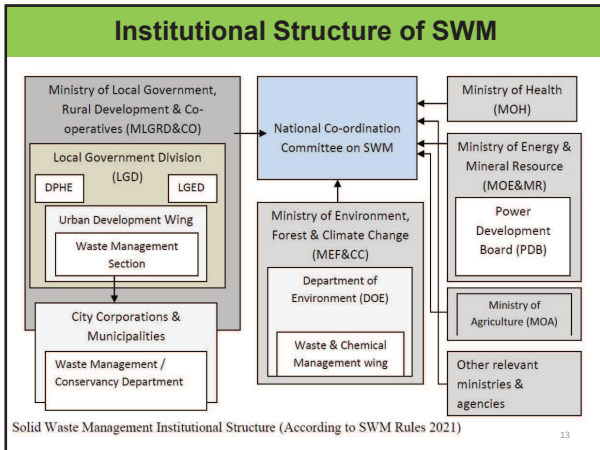 Institutional Structure of SWM
Ministry of Local Government,
Rural Development & Co-
operatives (MLGRD&CO)
Local Government Division
(LGD)
DPHE
LGED
Urban Development Wing
Waste Management
Section
City Corporations &
Municipalities
Waste Management /
Conservancy Department
National Co-ordination
Committee on SWM
Ministry of Environment,
Forest & Climate Change
(MEF&CC)
Department of
Environment (DOE)
Waste & Chemical
Management wing
Ministry of Health
(MOH)
Ministry of Energy &
Mineral Resource
(MOE&MR)
Power
Development
Board (PDB)
Ministry of
Agriculture (MOA)
Other relevant
ministries &
agencies
Solid Waste Management Institutional Structure (According to SWM Rules 2021)
13